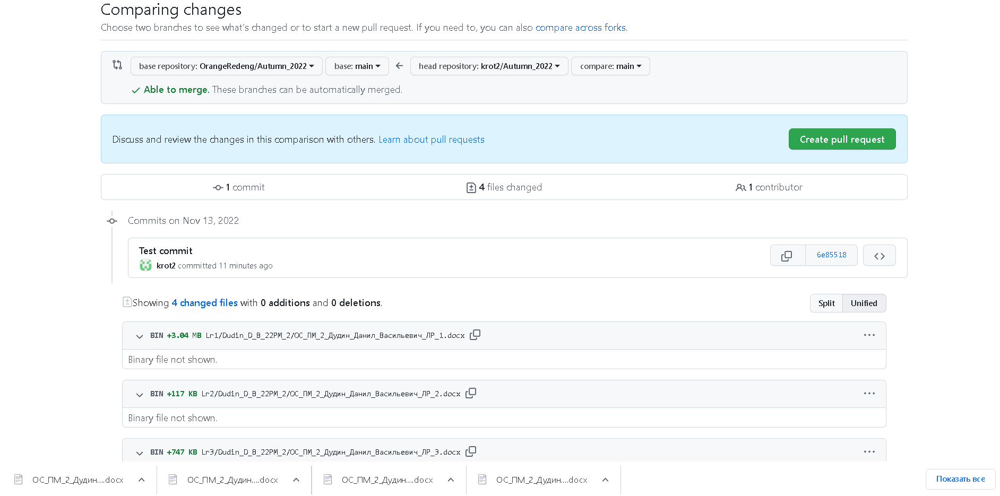 Comparing changes
Choose two branches to see what's changed or to start a new pull request. If you need to, you can also compare across forks.
base repository: OrangeRedeng/Autumn_2022 base: main head repository: krot2/Autumn_2022 compare: main
Able to merge. These branches can be automatically merged.
Discuss and review the changes in this comparison with others. Learn about pull requests Create pull request
1 commit 4 files changed 1 contributor
Commits on Nov 13, 2022
Test commit
krot2 committed 11 minutes ago 6e85518
Showing 4 changed files with 0 additions and 0 deletions. Split Unified
BIN +3.04 MB Lr1/Dudin_D_B_22PM_2/ОС_ПМ_2_Дудин_Данил_Васильевич_ЛР_1.docx
Binary file not shown.
BIN +117 KB Lr2/Dudin_D_B_22PM_2/ОС_ПМ_2_Дудин_Данил_Васильевич_ЛР_2.docx
Binary file not shown.
BIN +747 KB Lr3/Dudin_D_B_22PM_2/ОС_ПМ_2_Дудин_Данил_Васильевич_ЛР_3.docx
ОС_ПМ_2_Дудин....docx ОС_ПМ_2_Дудин....docx ОС_ПМ_2_Дудин....docx ОС_ПМ_2_Дудин....docx Показать все